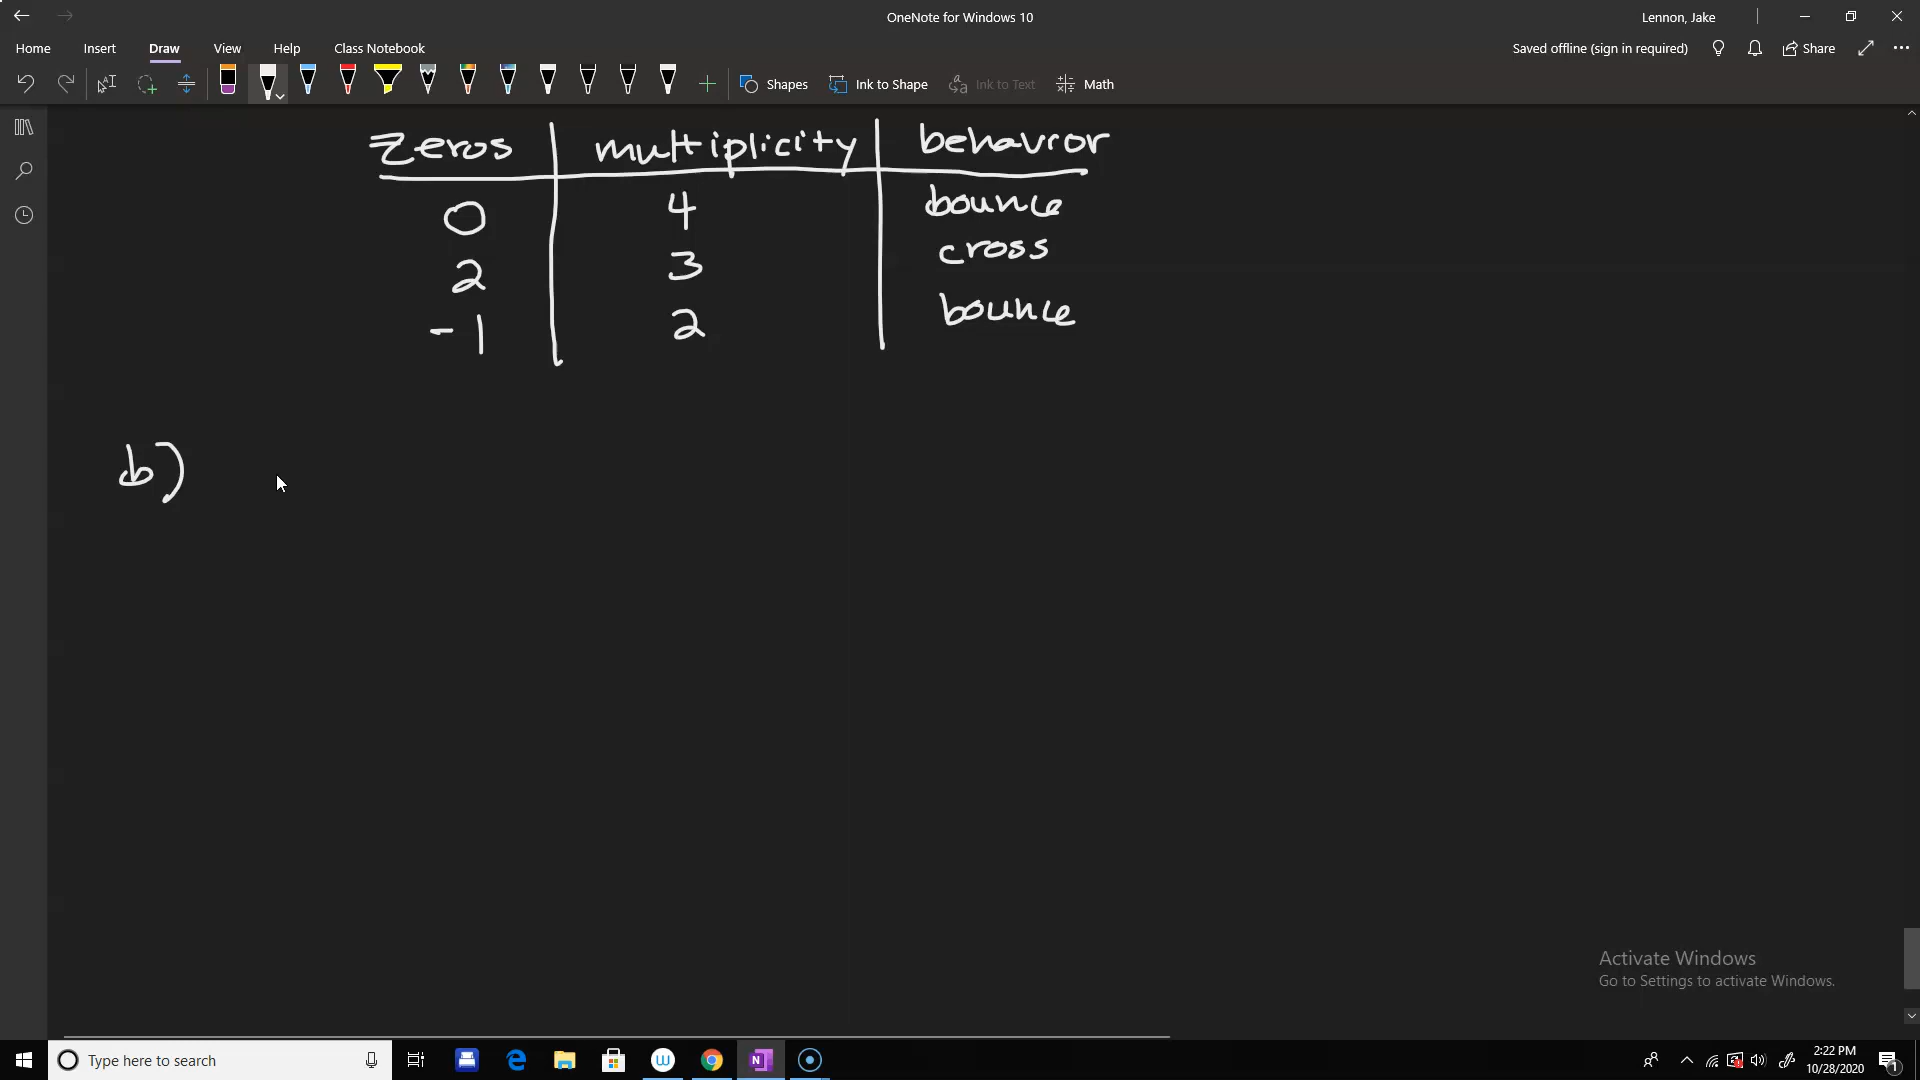 OneNote for Windows 10
Lennon, Jake
Home Insert Draw View Help Class Notebook
Saved offline (sign in required) Share
Shapes Ink to Shape Ink to Text Math
zeros multiplicity behavior
0 4 bounce
2 3 cross
-1 2 bounce
b)
Activate Windows
Go to Settings to activate Windows.
Type here to search
2:22 PM
10/28/2020
1